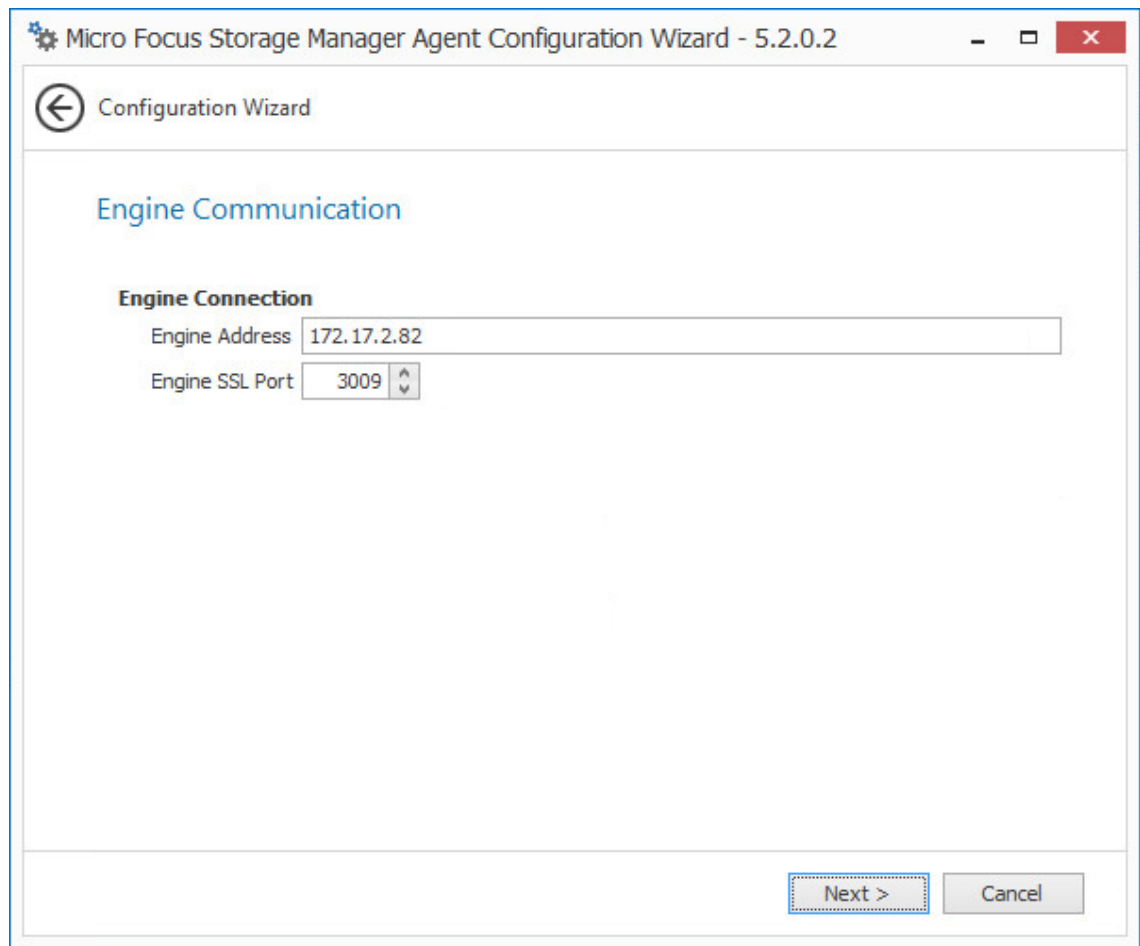 Micro Focus Storage Manager Agent Configuration Wizard - 5.2.0.2
Configuration Wizard
Engine Communication
Engine Connection
Engine Address 172.17.2.82
Engine SSL Port 3009
Next > Cancel